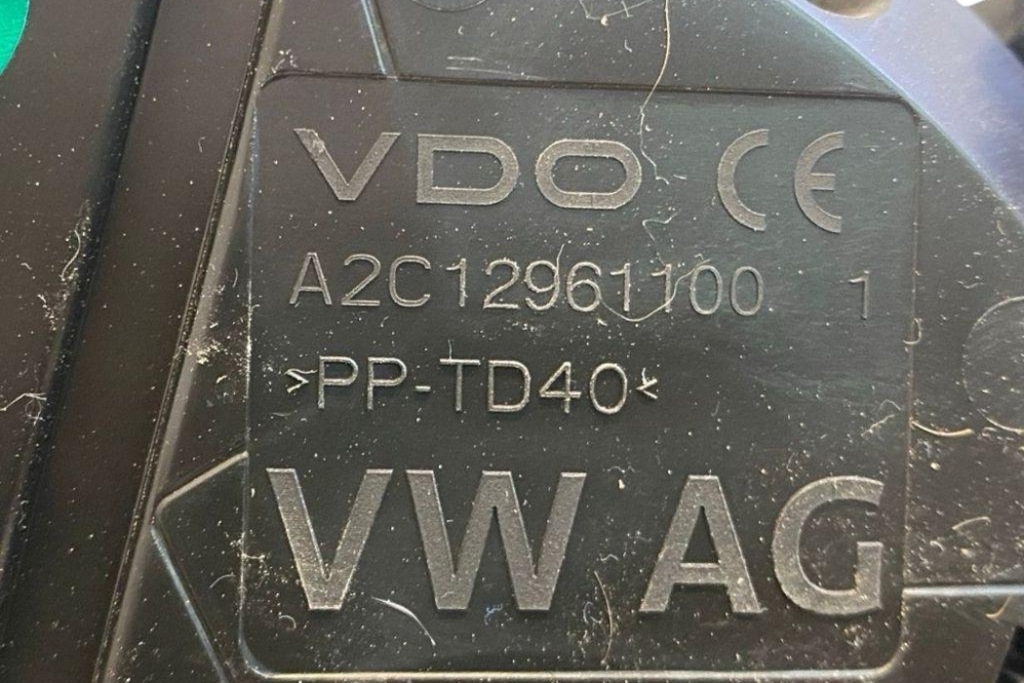 VDO CE
A2C12961100 1
>PP-TD40<
VW AG